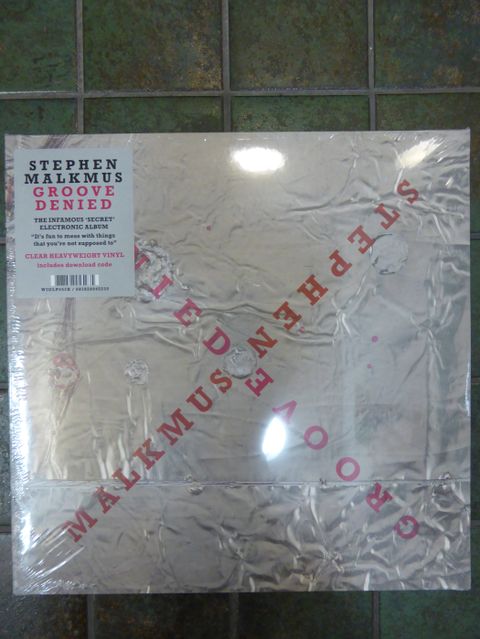 STEPHEN
MALKMUS
GROOVE
DENIED
THE INFAMOUS 'SECRET'
ELECTRONIC ALBUM
"It's fun to mess with things
that you're not supposed to"
CLEAR HEAVYWEIGHT VINYL
includes download code
STEPHEN
MALKMUS
GROOVE
IED